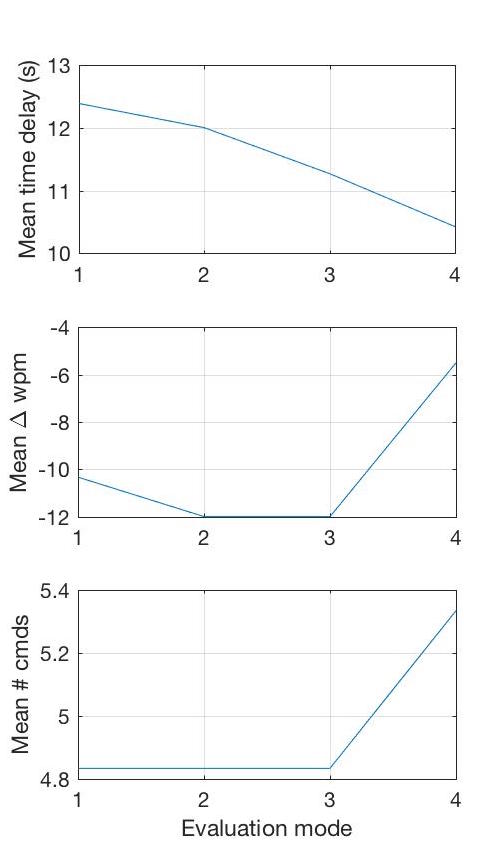 Mean time delay (s)
13
12
11
10
1 2 3 4
Mean Δ wpm
-4
-6
-8
-10
-12
1 2 3 4
Mean # cmds
5.4
5.2
5
4.8
1 2 3 4
Evaluation mode